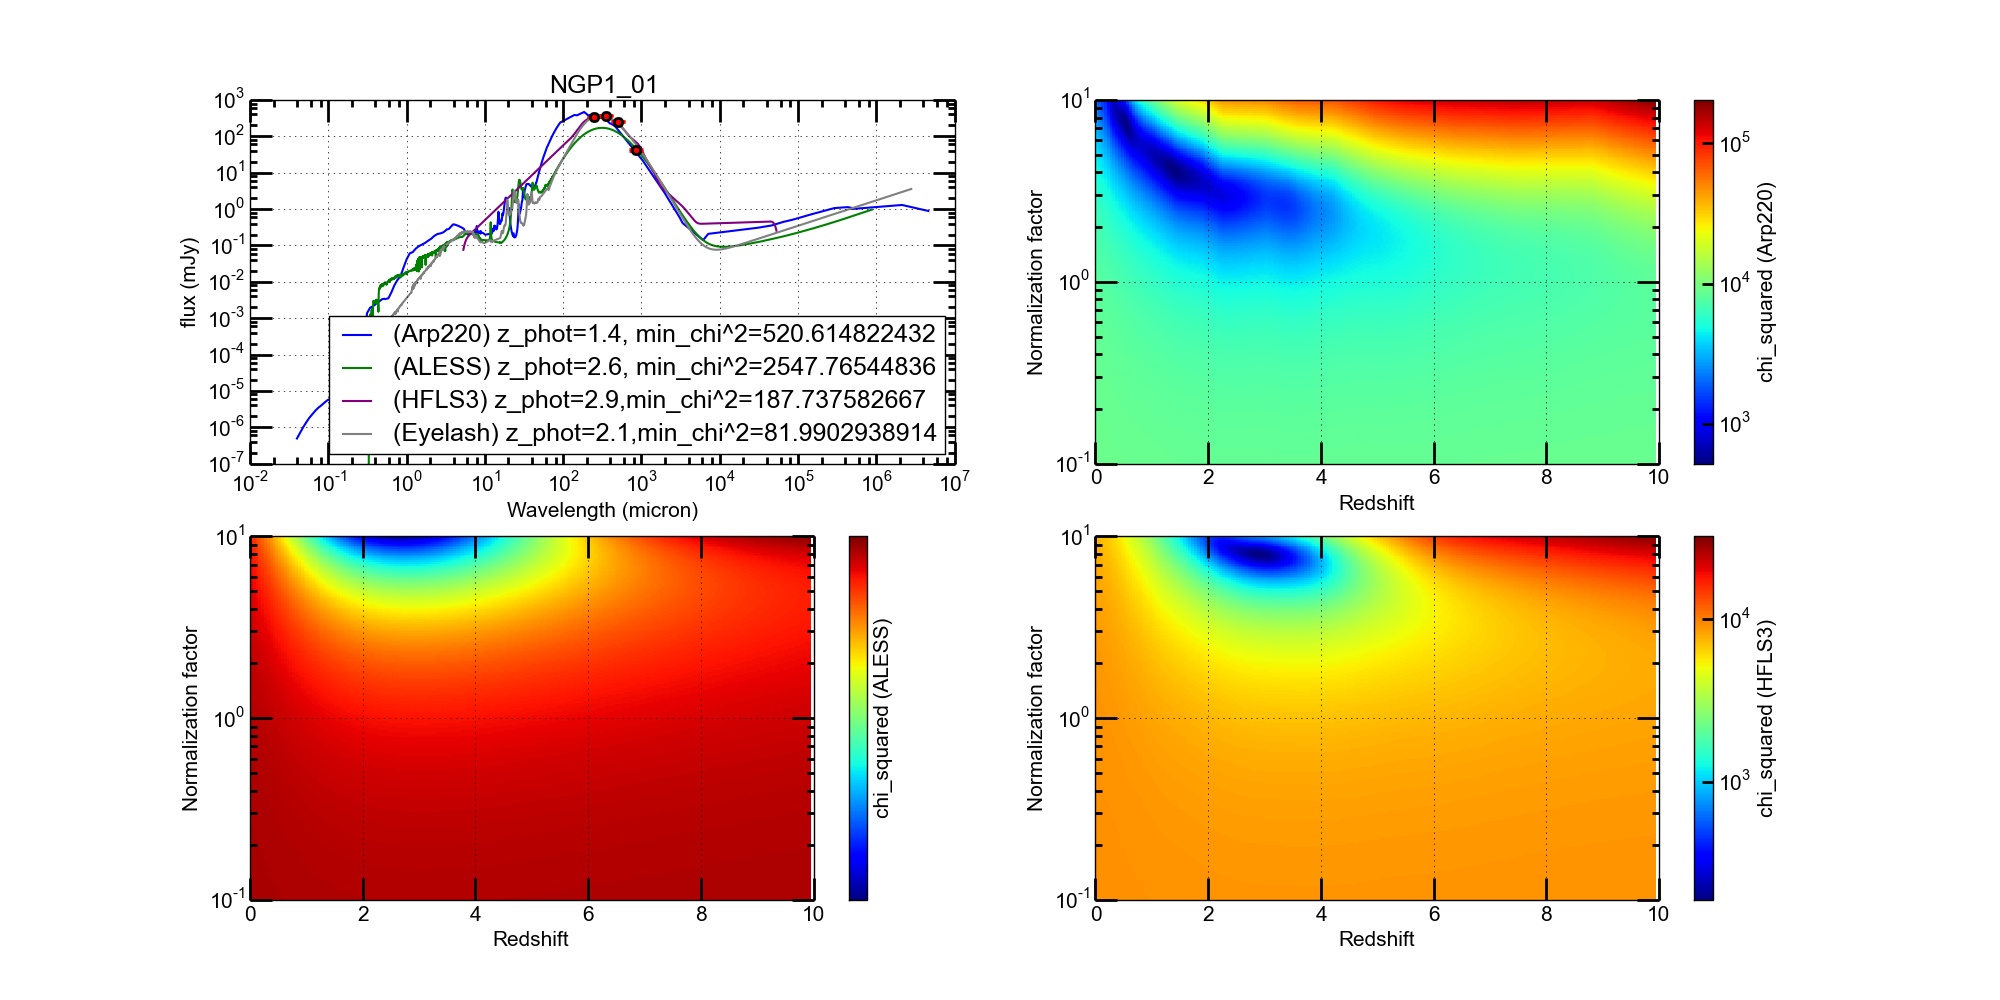 NGP1_01
10^3
10^2
10^1
10^0
10^-1
10^-2
10^-3
10^-4
10^-5
10^-6
10^-7
flux (mJy)
(Arp220) z_phot=1.4, min_chi^2=520.614822432
(ALESS) z_phot=2.6, min_chi^2=2547.76544836
(HFLS3) z_phot=2.9,min_chi^2=187.737582667
(Eyelash) z_phot=2.1,min_chi^2=81.9902938914
10^-2 10^-1 10^0 10^1 10^2 10^3 10^4 10^5 10^6 10^7
Wavelength (micron)
10^1
10^0
10^-1
Normalization factor
0 2 4 6 8 10
Redshift
10^5
10^4
10^3
chi_squared (Arp220)
10^1
10^0
10^-1
Normalization factor
0 2 4 6 8 10
Redshift
chi_squared (ALESS)
10^1
10^0
10^-1
Normalization factor
0 2 4 6 8 10
Redshift
10^4
10^3
chi_squared (HFLS3)